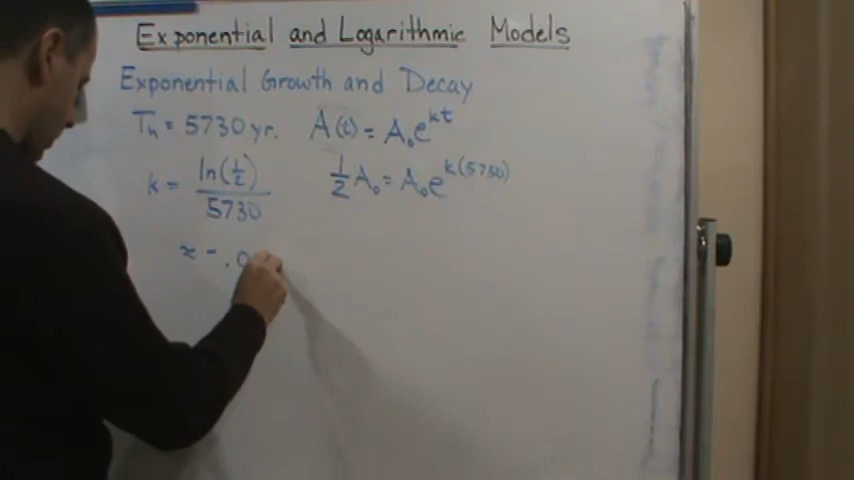 Exponential and Logarithmic Models
Exponential Growth and Decay
Th = 5730 yr. A(t) = A₀e^(kt)
k = ln(½)/5730 ½A₀ = A₀e^(k(5730))
≈ -.0